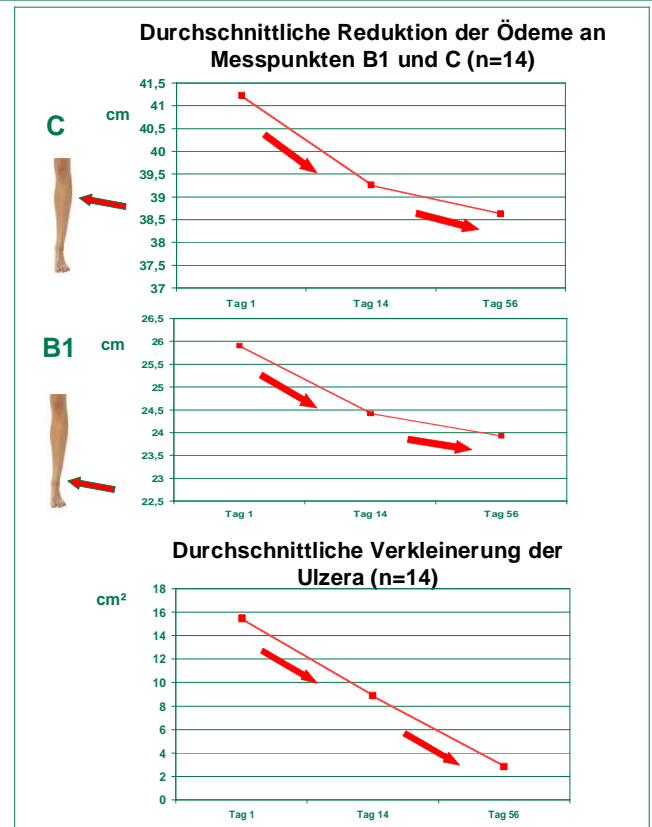 Durchschnittliche Reduktion der Ödeme an
Messpunkten B1 und C (n=14)
C
cm
41,5
41
40,5
40
39,5
39
38,5
38
37,5
37
Tag 1 Tag 14 Tag 56
B1
cm
26,5
26
25,5
25
24,5
24
23,5
23
22,5
Tag 1 Tag 14 Tag 56
Durchschnittliche Verkleinerung der
Ulzera (n=14)
cm²
18
16
14
12
10
8
6
4
2
0
Tag 1 Tag 14 Tag 56